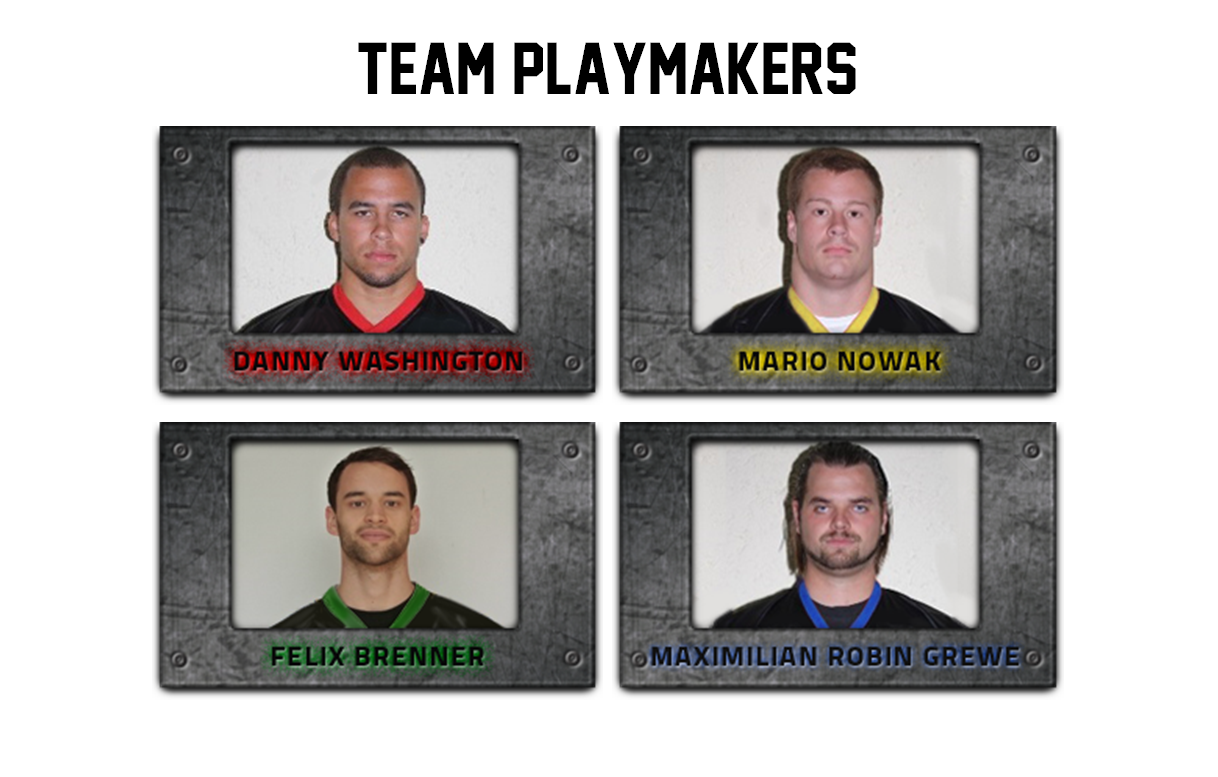 TEAM PLAYMAKERS
DANNY WASHINGTON
MARIO NOWAK
FELIX BRENNER
MAXIMILIAN ROBIN GREWE